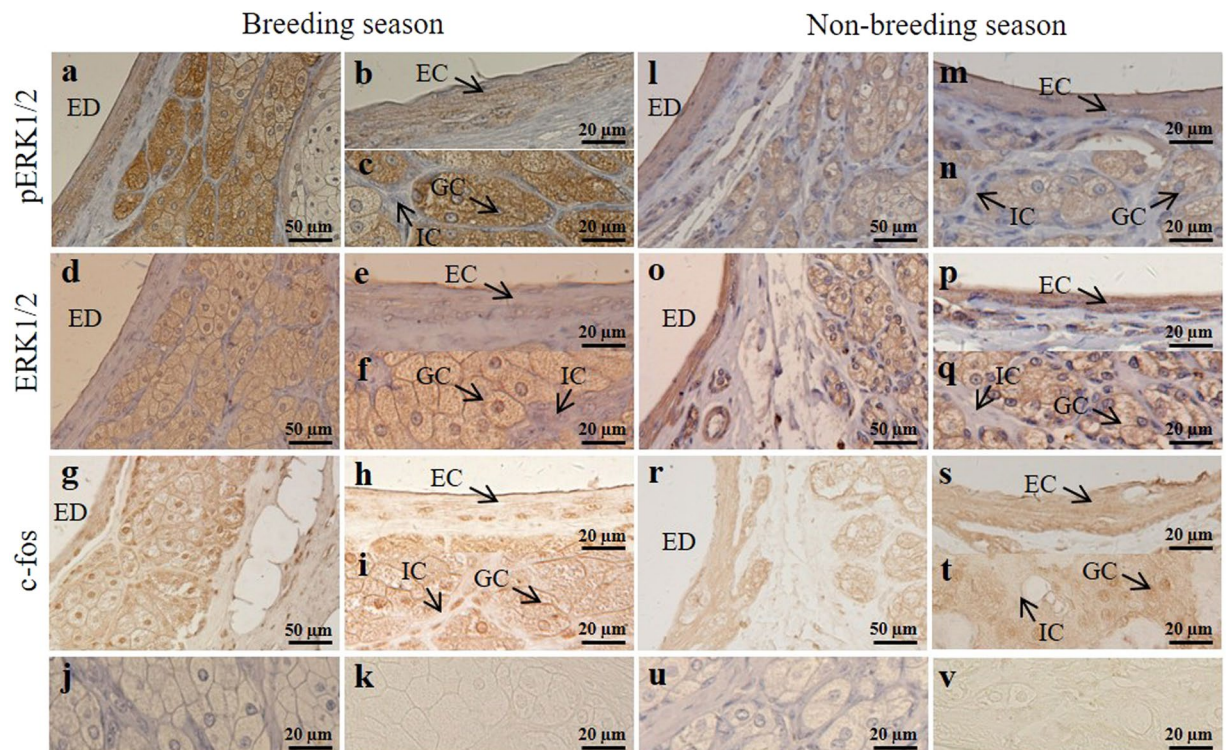 Breeding season
Non-breeding season
pERK1/2
a
ED
50 µm
b
EC
20 µm
c
GC
IC
20 µm
l
ED
50 µm
m
EC
20 µm
n
IC
GC
20 µm
ERK1/2
d
ED
50 µm
e
EC
20 µm
f
GC
IC
20 µm
o
ED
50 µm
p
EC
20 µm
q
IC
GC
20 µm
c-fos
g
ED
50 µm
h
EC
20 µm
i
IC
GC
20 µm
r
ED
50 µm
s
EC
20 µm
t
GC
IC
20 µm
j
20 µm
k
20 µm
u
20 µm
v
20 µm